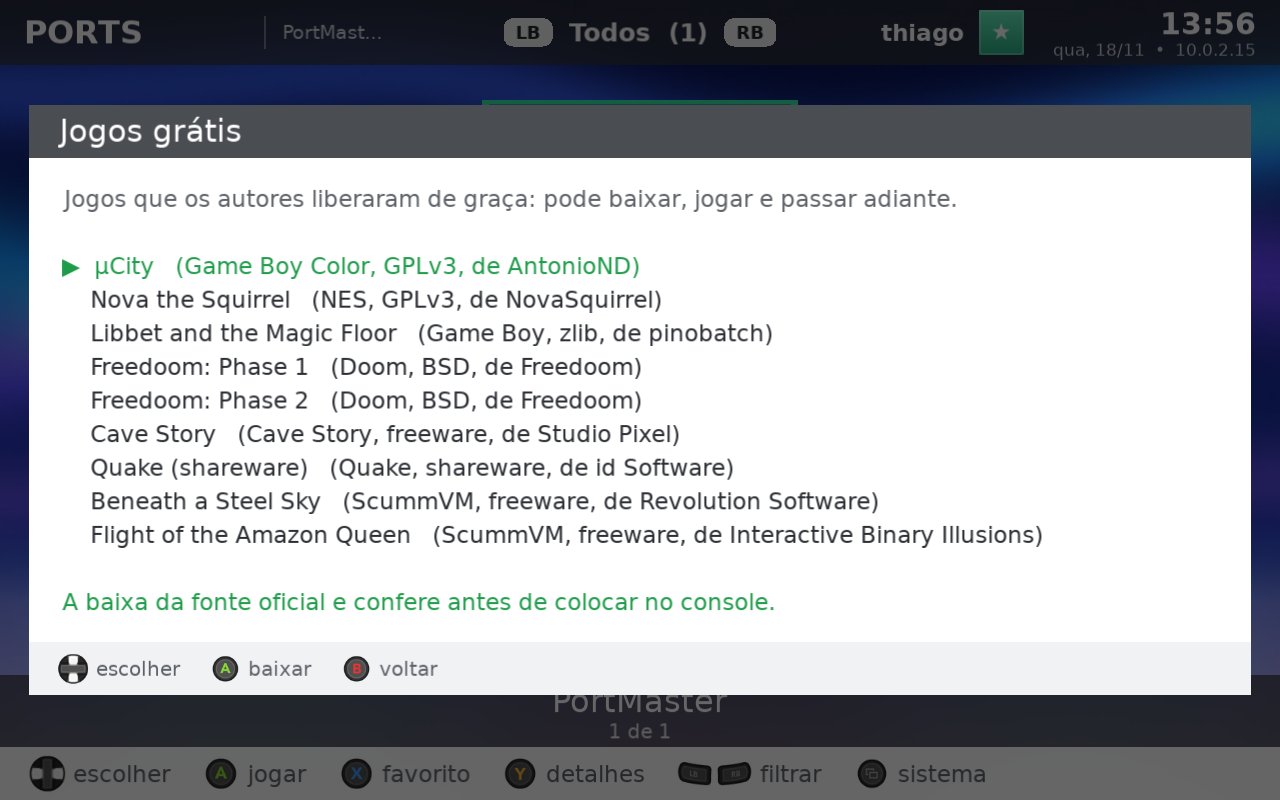 PORTS
PortMast...
LB Todos (1) RB
thiago
13:56
qua, 18/11 • 10.0.2.15
Jogos grátis
Jogos que os autores liberaram de graça: pode baixar, jogar e passar adiante.
▶ µCity (Game Boy Color, GPLv3, de AntonioND)
Nova the Squirrel (NES, GPLv3, de NovaSquirrel)
Libbet and the Magic Floor (Game Boy, zlib, de pinobatch)
Freedoom: Phase 1 (Doom, BSD, de Freedoom)
Freedoom: Phase 2 (Doom, BSD, de Freedoom)
Cave Story (Cave Story, freeware, de Studio Pixel)
Quake (shareware) (Quake, shareware, de id Software)
Beneath a Steel Sky (ScummVM, freeware, de Revolution Software)
Flight of the Amazon Queen (ScummVM, freeware, de Interactive Binary Illusions)
A baixa da fonte oficial e confere antes de colocar no console.
escolher A baixar B voltar
PortMaster
1 de 1
escolher A jogar X favorito Y detalhes LB RB filtrar sistema